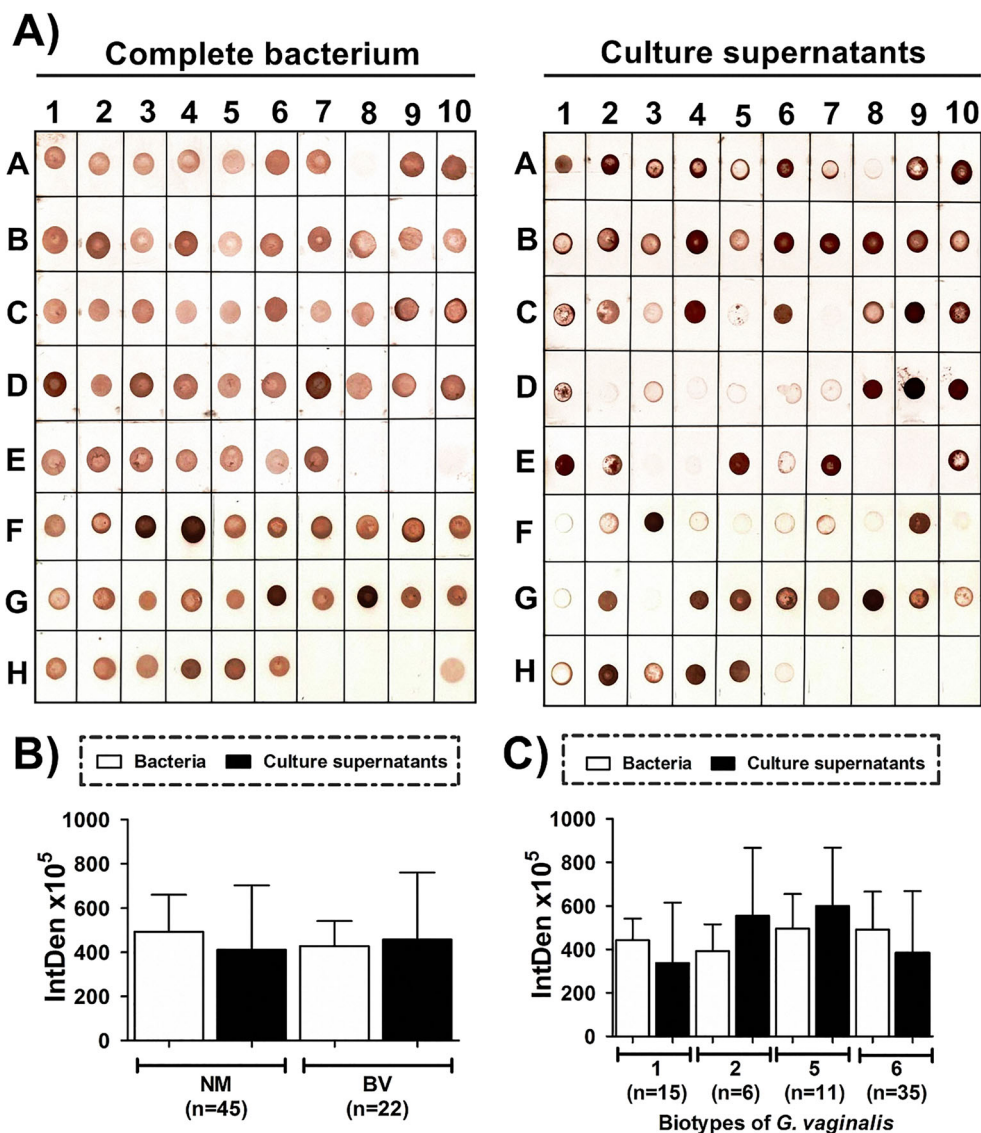 A)
Complete bacterium
Culture supernatants
1 2 3 4 5 6 7 8 9 10
1 2 3 4 5 6 7 8 9 10
A
B
C
D
E
F
G
H
A
B
C
D
E
F
G
H
B)
Bacteria Culture supernatants
IntDen x10⁵
1000
800
600
400
200
0
NM
(n=45)
BV
(n=22)
C)
Bacteria Culture supernatants
IntDen x10⁵
1000
800
600
400
200
0
1 2 5 6
(n=15) (n=6) (n=11) (n=35)
Biotypes of G. vaginalis